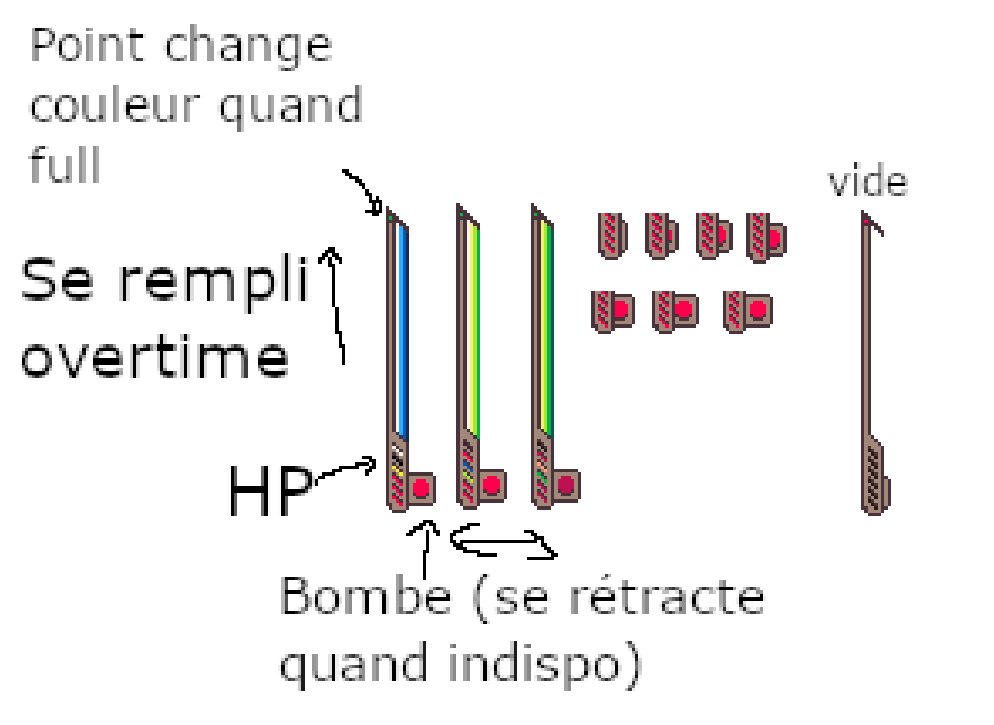 Point change
couleur quand
full
vide
Se rempli
overtime
HP
Bombe (se rétracte
quand indispo)